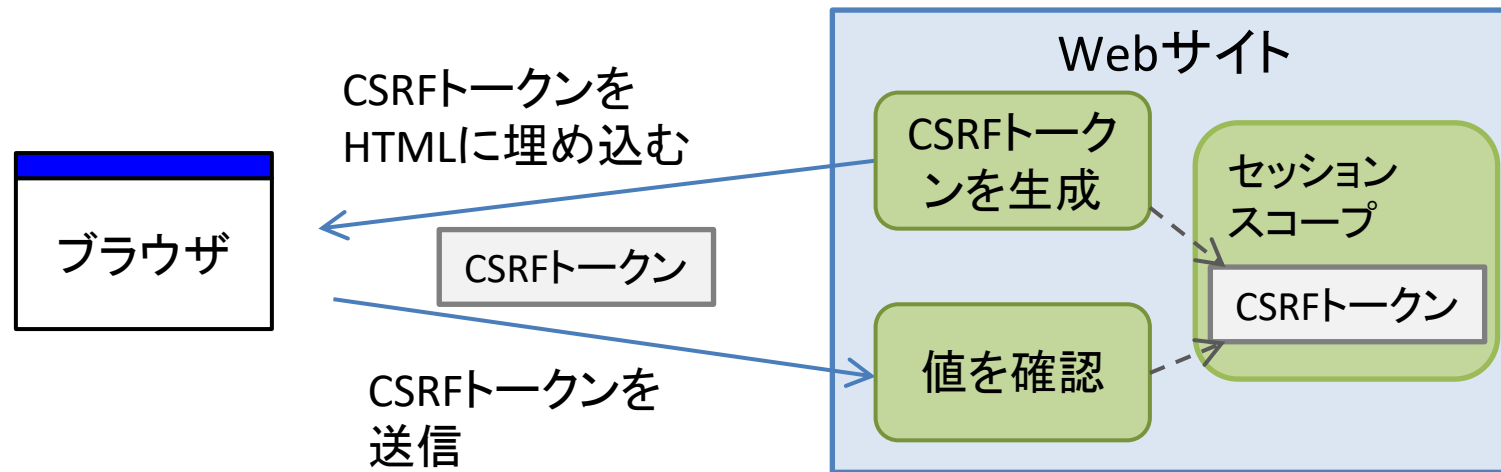 Webサイト
CSRFトークンを
HTMLに埋め込む
CSRFトーク
ンを生成
セッション
スコープ
ブラウザ
CSRFトークン
CSRFトークン
値を確認
CSRFトークンを
送信